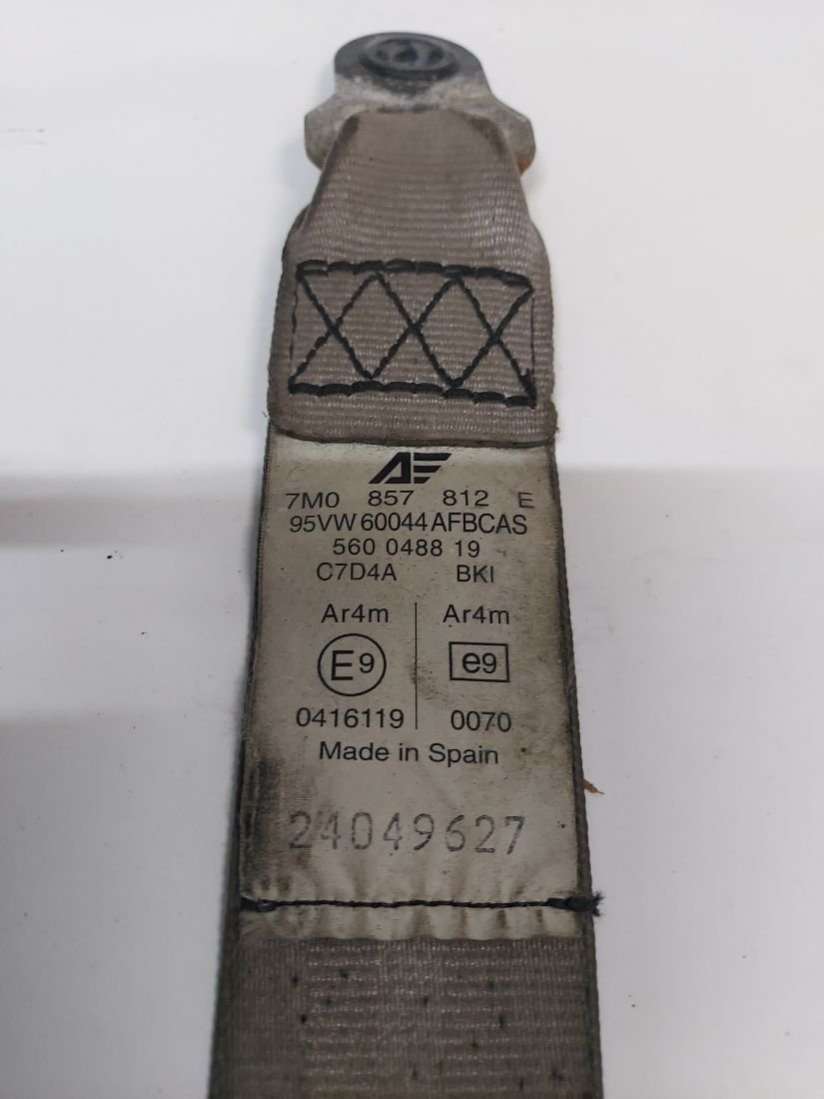 AE
7M0 857 812 E
95VW 60044 AFBCAS
560 0488 19
C7D4A BKI
Ar4m Ar4m
E9 e9
0416119 0070
Made in Spain
24049627